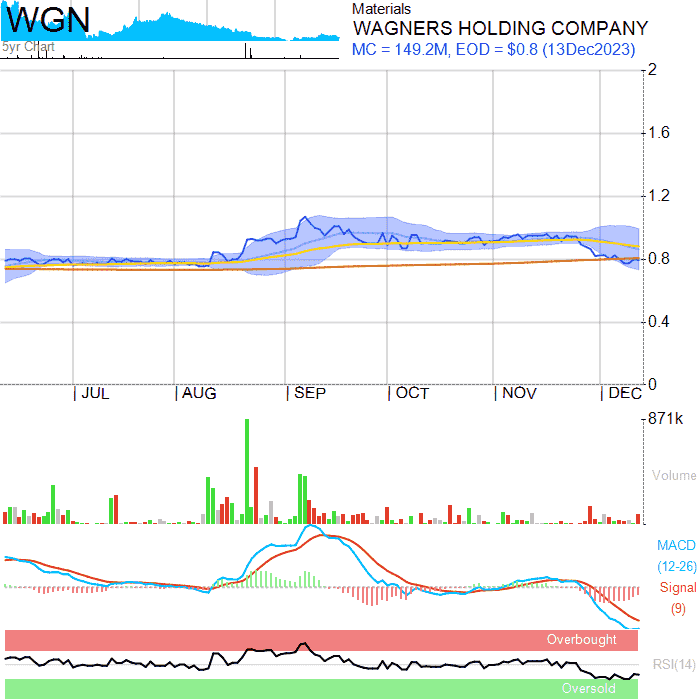 WGN
5yr Chart
Materials
WAGNERS HOLDING COMPANY
MC = 149.2M, EOD = $0.8 (13Dec2023)
2
1.6
1.2
0.8
0.4
0
| JUL | AUG | SEP | OCT | NOV | DEC
871k
Volume
MACD
(12-26)
Signal
(9)
Overbought
RSI(14)
Oversold